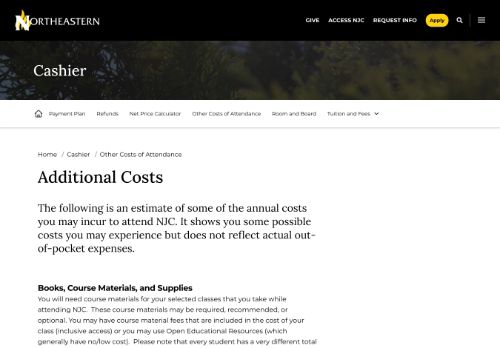 NORTHEASTERN
GIVE ACCESS NJC REQUEST INFO Apply
Cashier
Payment Plan Refunds Net Price Calculator Other Costs of Attendance Room and Board Tuition and Fees
Home / Cashier / Other Costs of Attendance
Additional Costs
The following is an estimate of some of the annual costs
you may incur to attend NJC. It shows you some possible
costs you may experience but does not reflect actual out-
of-pocket expenses.
Books, Course Materials, and Supplies
You will need course materials for your selected classes that you take while
attending NJC. These course materials may be required, recommended, or
optional. You may have course material fees that are included in the cost of your
class (inclusive access) or you may use Open Educational Resources (which
generally have no/low cost). Please note that every student has a very different total